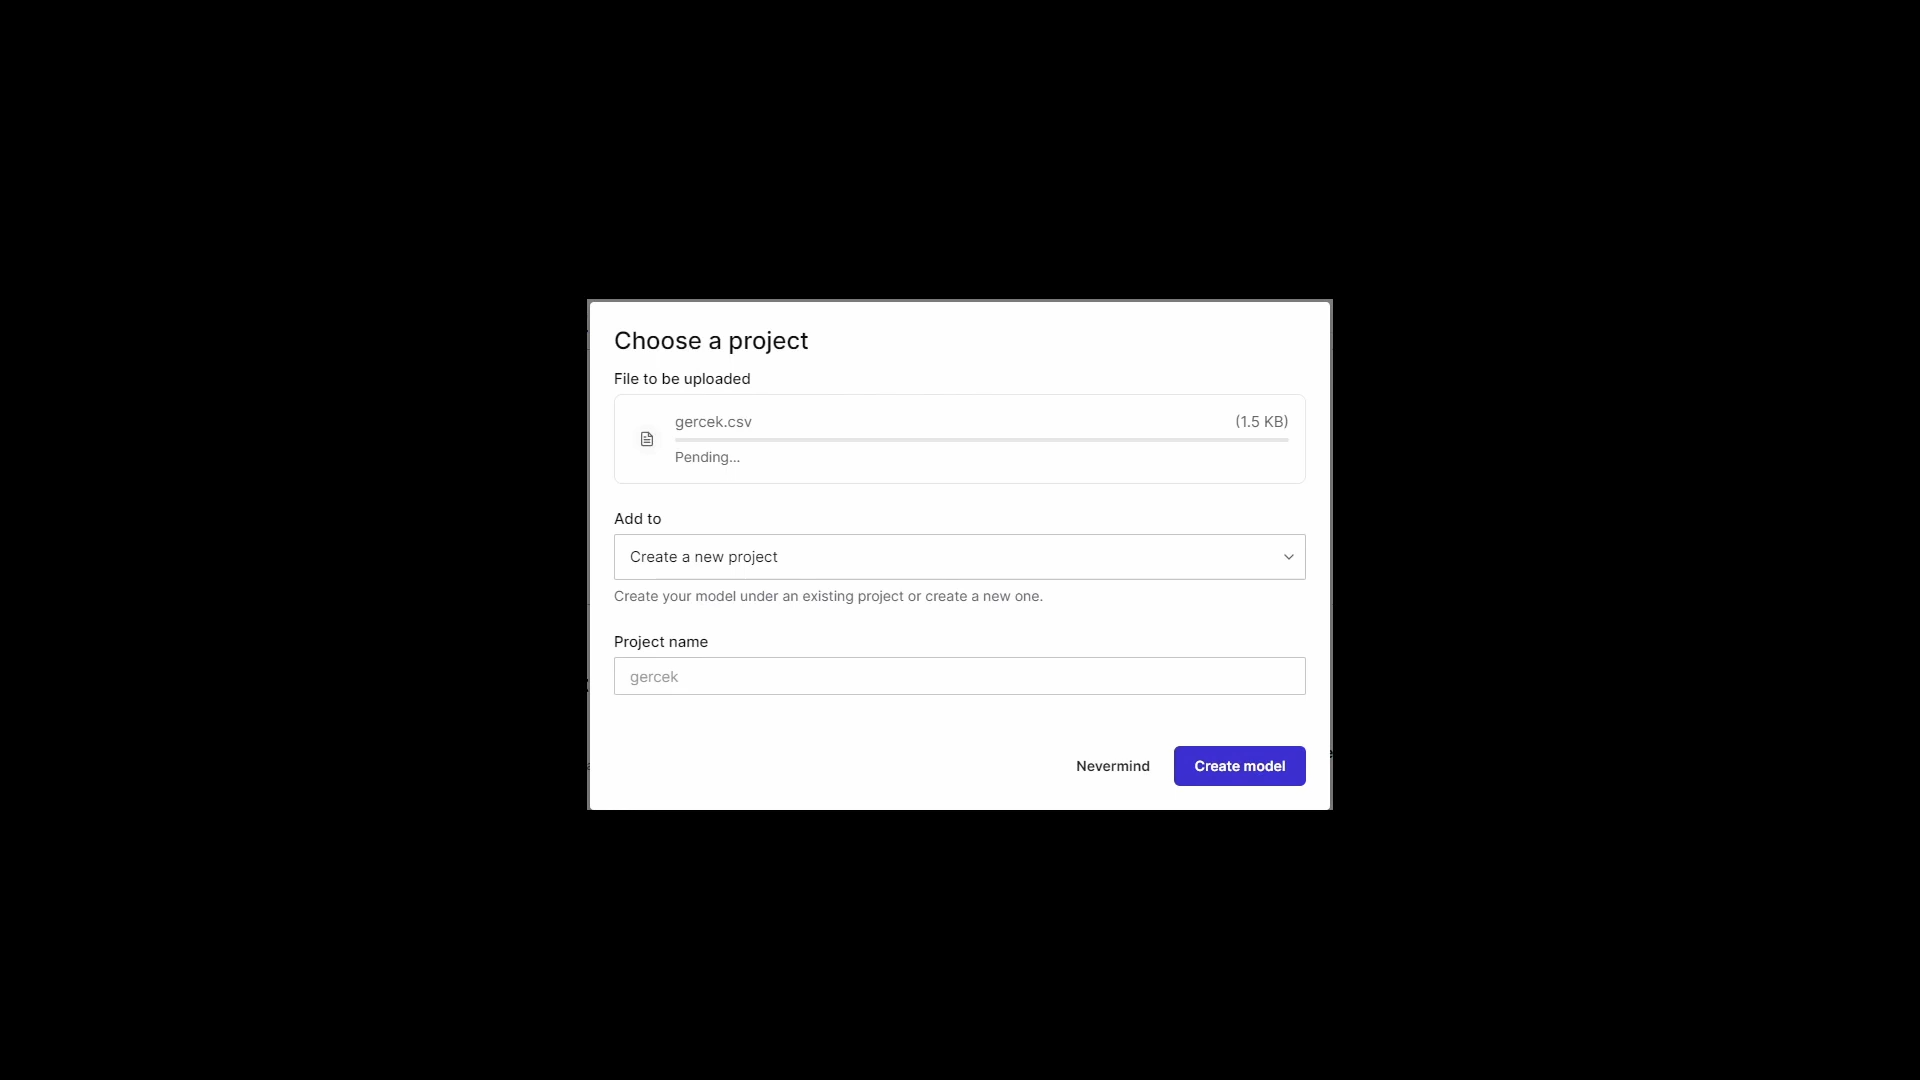 Choose a project
File to be uploaded
gercek.csv (1.5 KB)
Pending...
Add to
Create a new project
Create your model under an existing project or create a new one.
Project name
gercek
Nevermind Create model